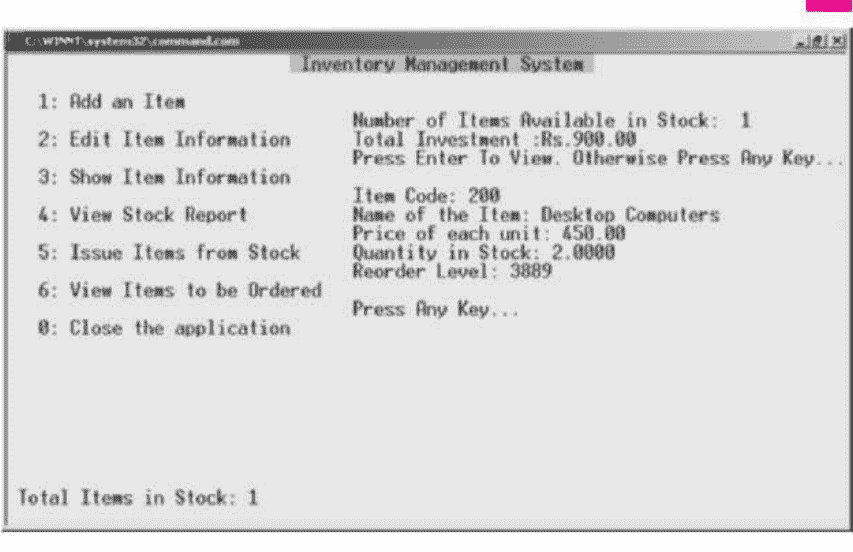 C:\WINNT\system32\command.com
Inventory Management System
1: Add an Item
2: Edit Item Information
3: Show Item Information
4: View Stock Report
5: Issue Items from Stock
6: View Items to be Ordered
0: Close the application
Number of Items Available in Stock: 1
Total Investment :Rs.900.00
Press Enter To View. Otherwise Press Any Key...
Item Code: 200
Name of the Item: Desktop Computers
Price of each unit: 450.00
Quantity in Stock: 2.0000
Reorder Level: 3889
Press Any Key...
Total Items in Stock: 1